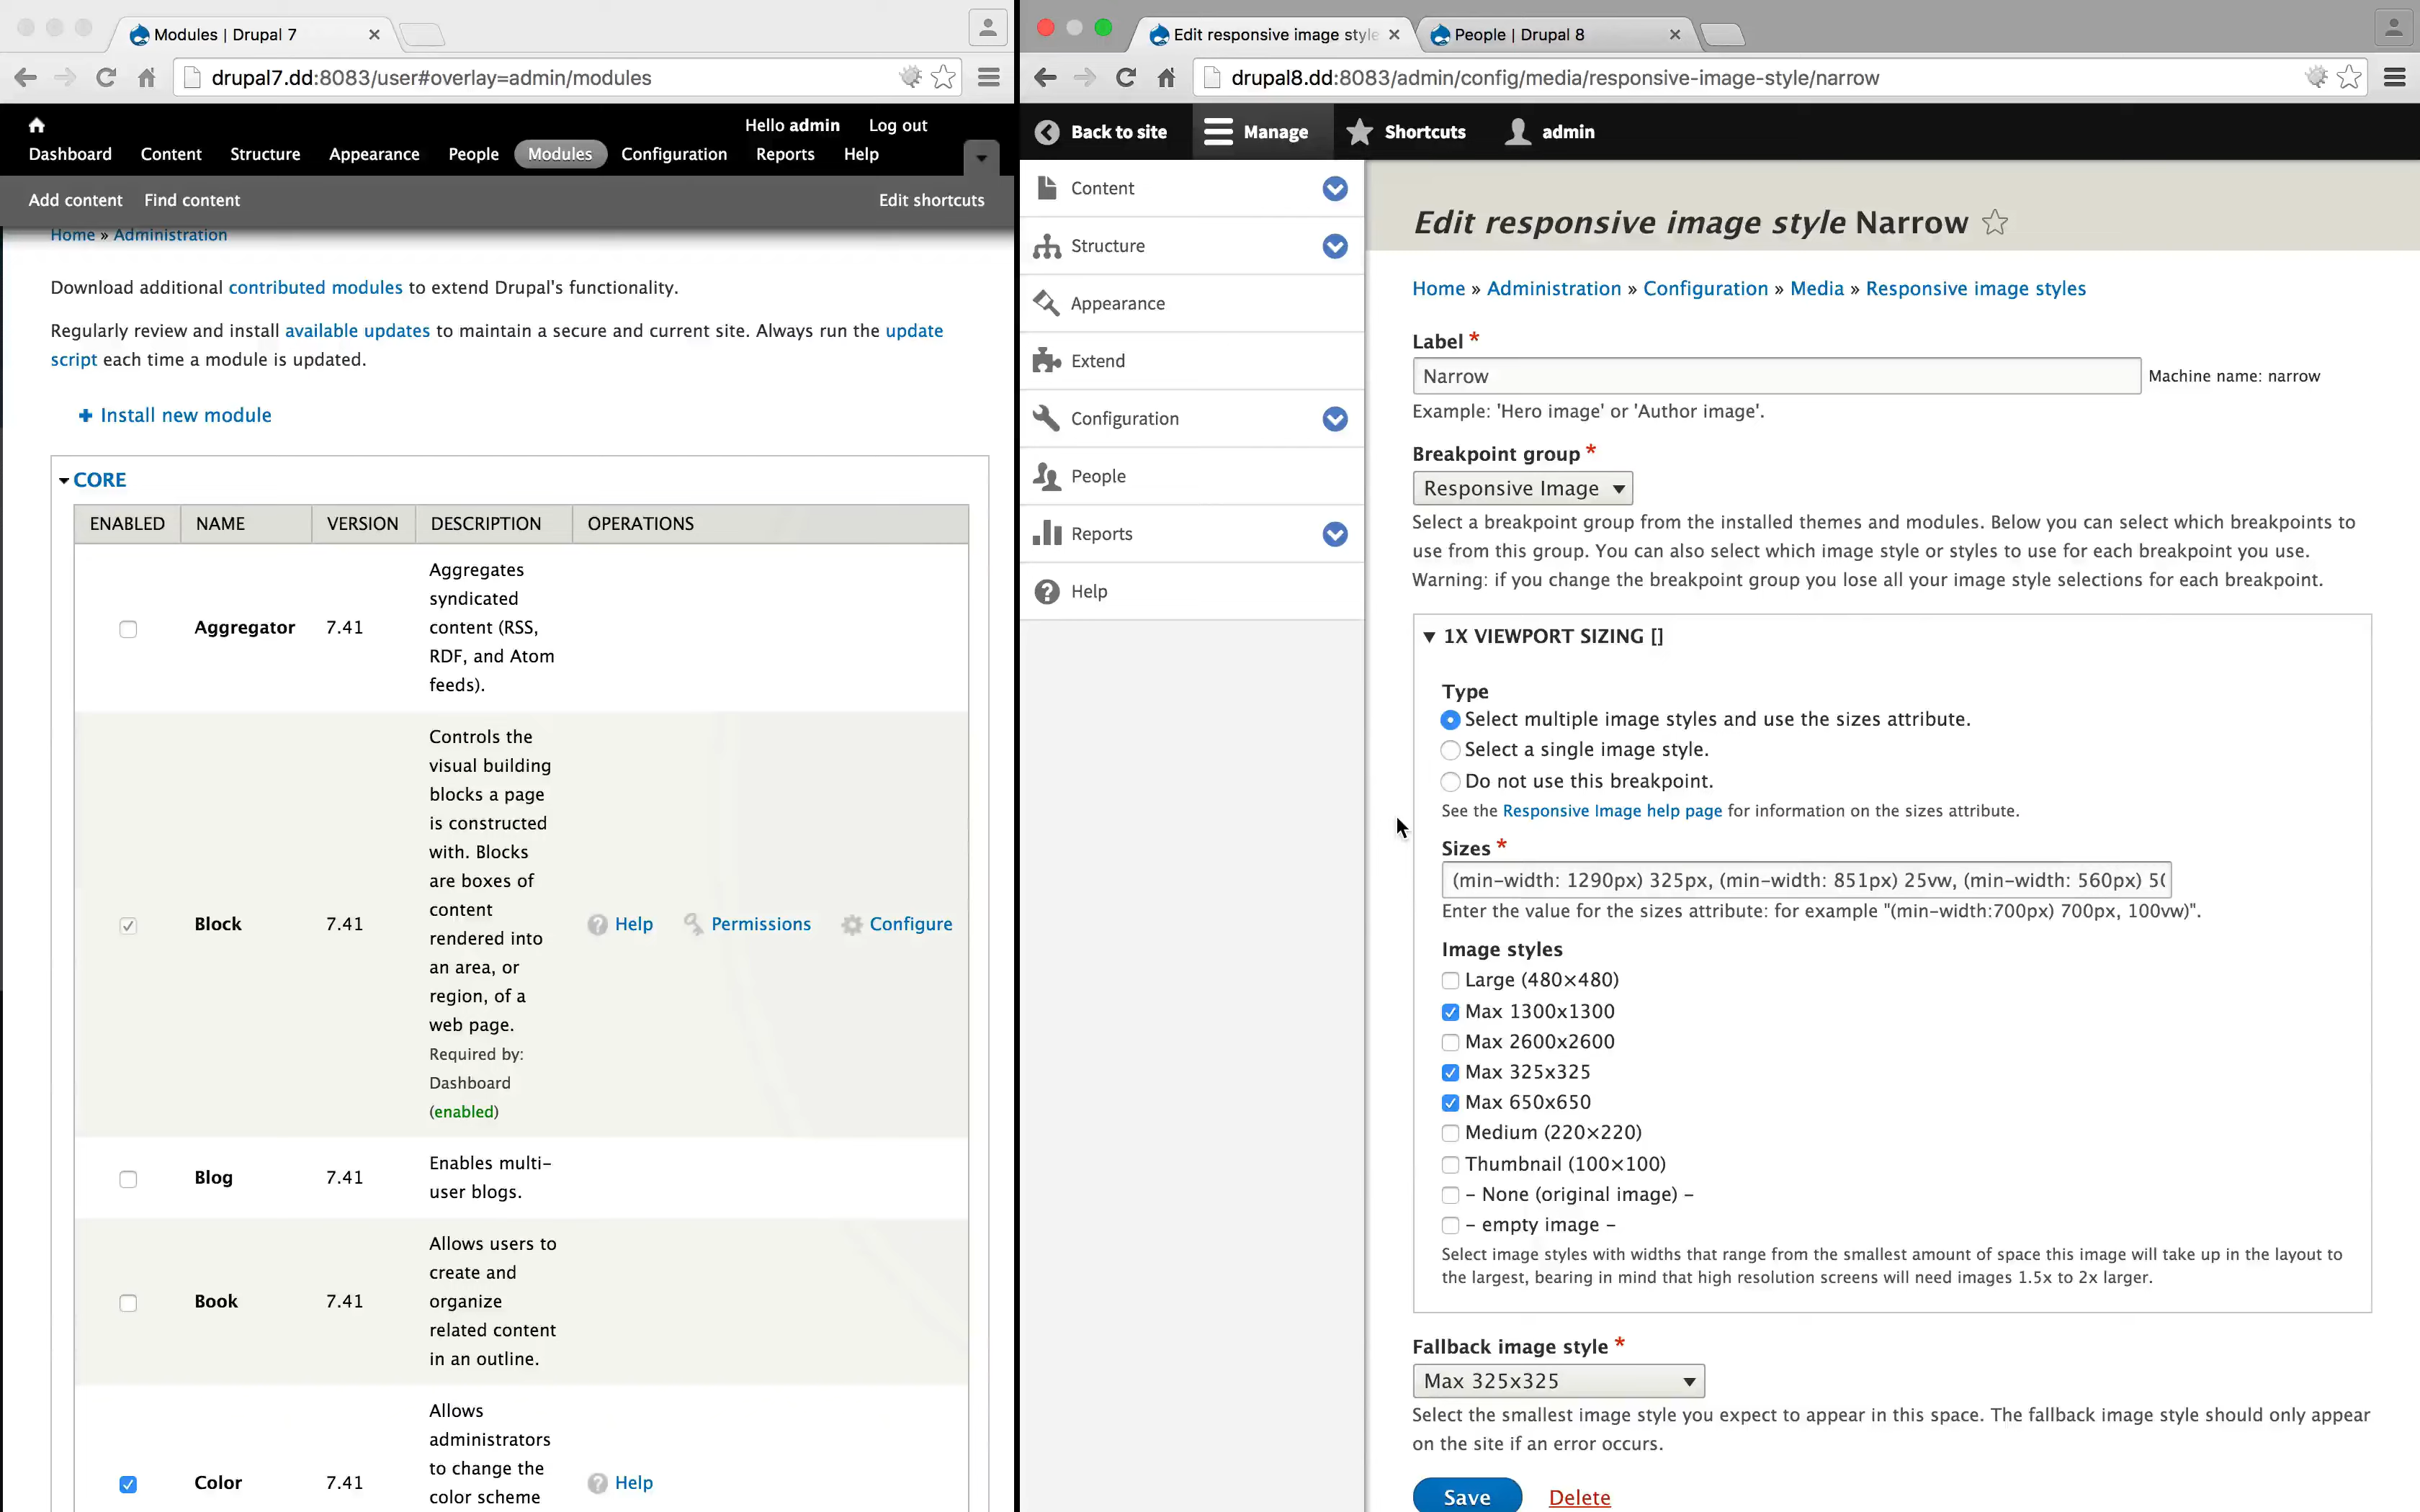 Modules | Drupal 7
drupal7.dd:8083/user#overlay=admin/modules
Hello admin Log out
Dashboard Content Structure Appearance People Modules Configuration Reports Help
Add content Find content Edit shortcuts
Home » Administration
Download additional contributed modules to extend Drupal's functionality.
Regularly review and install available updates to maintain a secure and current site. Always run the update
script each time a module is updated.
+ Install new module
CORE
ENABLED NAME VERSION DESCRIPTION OPERATIONS
Aggregator 7.41
Aggregates
syndicated
content (RSS,
RDF, and Atom
feeds).
Block 7.41
Controls the
visual building
blocks a page
is constructed
with. Blocks
are boxes of
content
rendered into
an area, or
region, of a
web page.
Required by:
Dashboard
(enabled)
Help Permissions Configure
Blog 7.41
Enables multi-
user blogs.
Book 7.41
Allows users to
create and
organize
related content
in an outline.
Color 7.41
Allows
administrators
to change the
color scheme
Help
Edit responsive image style
People | Drupal 8
drupal8.dd:8083/admin/config/media/responsive-image-style/narrow
Back to site Manage Shortcuts admin
Content
Structure
Appearance
Extend
Configuration
People
Reports
Help
Edit responsive image style Narrow
Home » Administration » Configuration » Media » Responsive image styles
Label *
Narrow Machine name: narrow
Example: 'Hero image' or 'Author image'.
Breakpoint group *
Responsive Image
Select a breakpoint group from the installed themes and modules. Below you can select which breakpoints to
use from this group. You can also select which image style or styles to use for each breakpoint you use.
Warning: if you change the breakpoint group you lose all your image style selections for each breakpoint.
1X VIEWPORT SIZING []
Type
Select multiple image styles and use the sizes attribute.
Select a single image style.
Do not use this breakpoint.
See the Responsive Image help page for information on the sizes attribute.
Sizes *
(min-width: 1290px) 325px, (min-width: 851px) 25vw, (min-width: 560px) 50
Enter the value for the sizes attribute: for example "(min-width:700px) 700px, 100vw)".
Image styles
Large (480×480)
Max 1300x1300
Max 2600x2600
Max 325x325
Max 650x650
Medium (220×220)
Thumbnail (100×100)
- None (original image) -
- empty image -
Select image styles with widths that range from the smallest amount of space this image will take up in the layout to
the largest, bearing in mind that high resolution screens will need images 1.5x to 2x larger.
Fallback image style *
Max 325x325
Select the smallest image style you expect to appear in this space. The fallback image style should only appear
on the site if an error occurs.
Save Delete